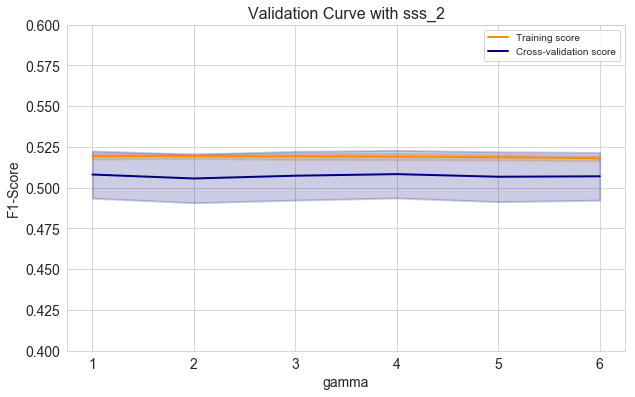 Validation Curve with sss_2
Training score
Cross-validation score
0.600
0.575
0.550
0.525
0.500
0.475
0.450
0.425
0.400
F1-Score
1 2 3 4 5 6
gamma